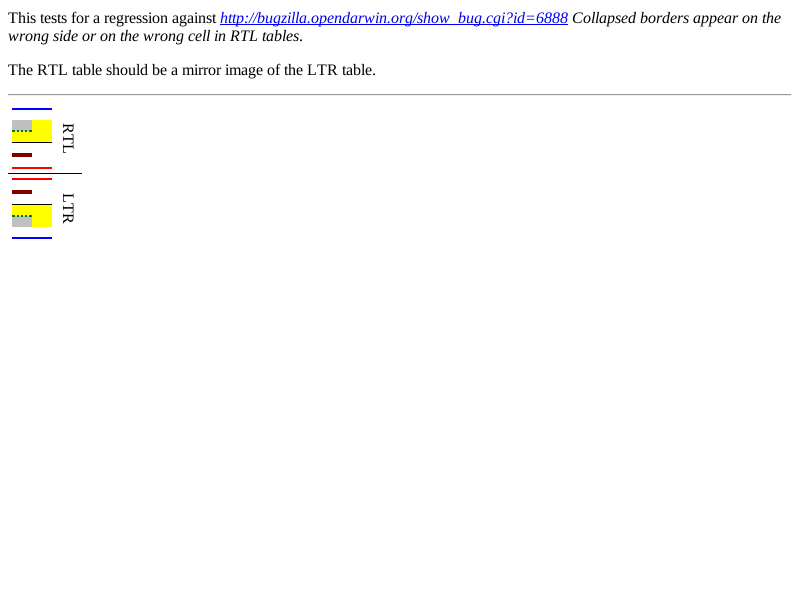 This tests for a regression against http://bugzilla.opendarwin.org/show_bug.cgi?id=6888 Collapsed borders appear on the
wrong side or on the wrong cell in RTL tables.
The RTL table should be a mirror image of the LTR table.
RTL
LTR